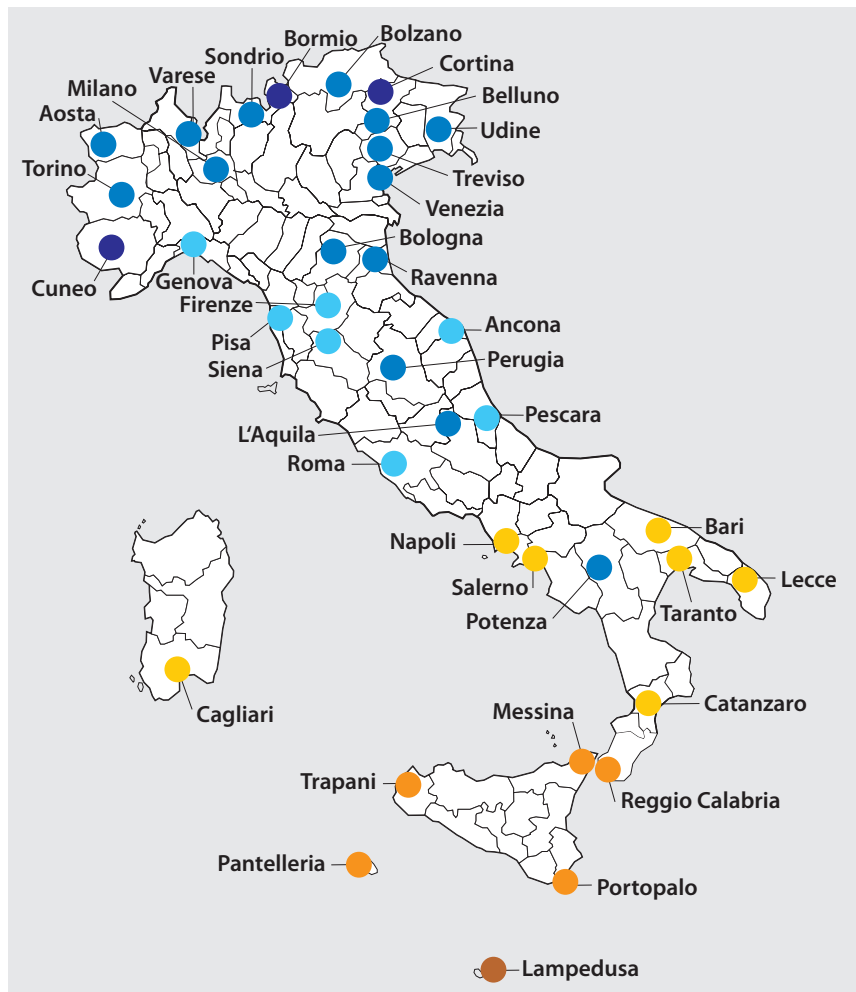 Bormio
Bolzano
Sondrio
Cortina
Varese
Milano
Belluno
Aosta
Udine
Torino
Treviso
Venezia
Bologna
Genova
Ravenna
Cuneo
Firenze
Ancona
Pisa
Perugia
Siena
Pescara
L'Aquila
Roma
Bari
Napoli
Lecce
Salerno
Taranto
Potenza
Catanzaro
Messina
Cagliari
Trapani
Reggio Calabria
Pantelleria
Portopalo
Lampedusa